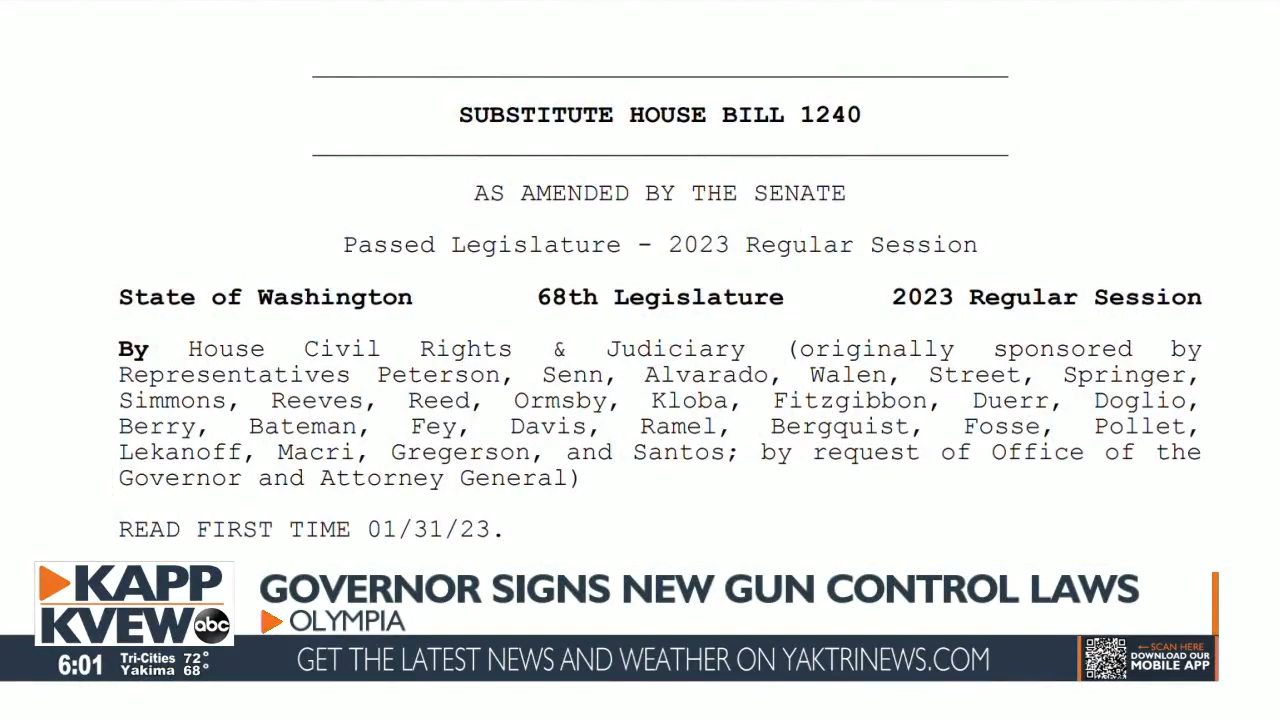 SUBSTITUTE HOUSE BILL 1240
AS AMENDED BY THE SENATE
Passed Legislature - 2023 Regular Session
State of Washington 68th Legislature 2023 Regular Session
By House Civil Rights & Judiciary (originally sponsored by
Representatives Peterson, Senn, Alvarado, Walen, Street, Springer,
Simmons, Reeves, Reed, Ormsby, Kloba, Fitzgibbon, Duerr, Doglio,
Berry, Bateman, Fey, Davis, Ramel, Bergquist, Fosse, Pollet,
Lekanoff, Macri, Gregerson, and Santos; by request of Office of the
Governor and Attorney General)
READ FIRST TIME 01/31/23.
KAPP
KVEW abc
GOVERNOR SIGNS NEW GUN CONTROL LAWS
OLYMPIA
6:01
Tri-Cities 72°
Yakima 68°
GET THE LATEST NEWS AND WEATHER ON YAKTRINEWS.COM
←SCAN HERE
DOWNLOAD OUR
MOBILE APP